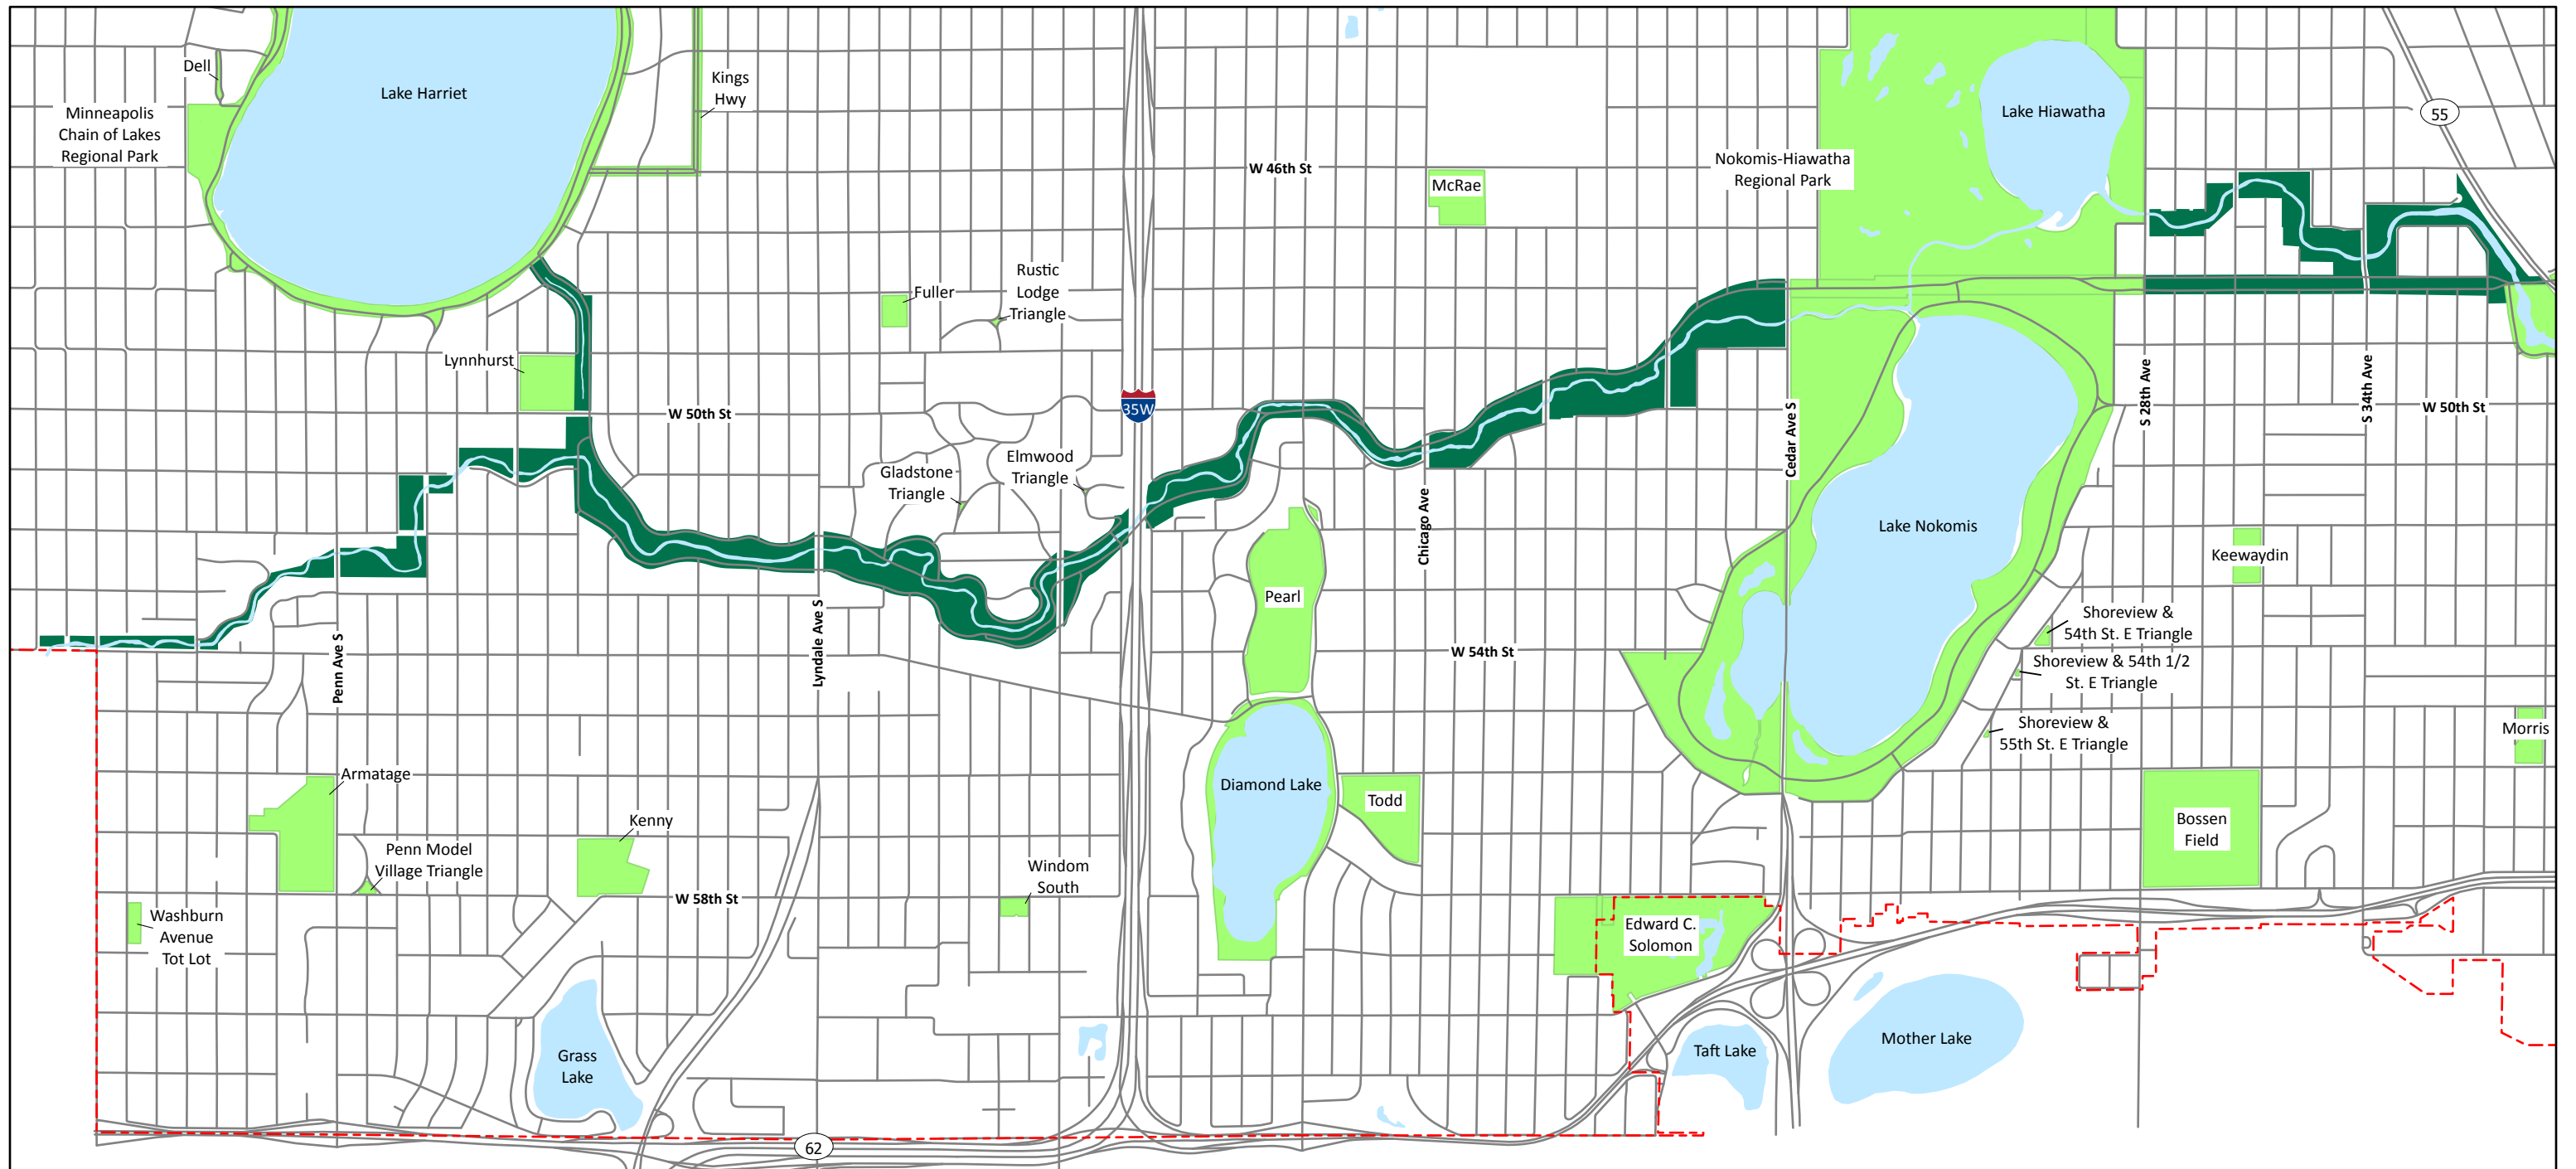 Dell
Lake Harriet
Kings
Hwy
Minneapolis
Chain of Lakes
Regional Park
Lake Hiawatha
55
W 46th St
McRae
Nokomis-Hiawatha
Regional Park
Rustic
Lodge
Triangle
Fuller
Lynnhurst
W 50th St
35W
Cedar Ave S
S 28th Ave
S 34th Ave
W 50th St
Gladstone
Triangle
Elmwood
Triangle
Chicago Ave
Lake Nokomis
Keewaydin
Pearl
Penn Ave S
Lyndale Ave S
W 54th St
Shoreview &
54th St. E Triangle
Shoreview & 54th 1/2
St. E Triangle
Shoreview &
55th St. E Triangle
Morris
Armatage
Diamond Lake
Todd
Kenny
Bossen
Field
Penn Model
Village Triangle
Windom
South
W 58th St
Washburn
Avenue
Tot Lot
Edward C.
Solomon
Grass
Lake
Taft Lake
Mother Lake
62